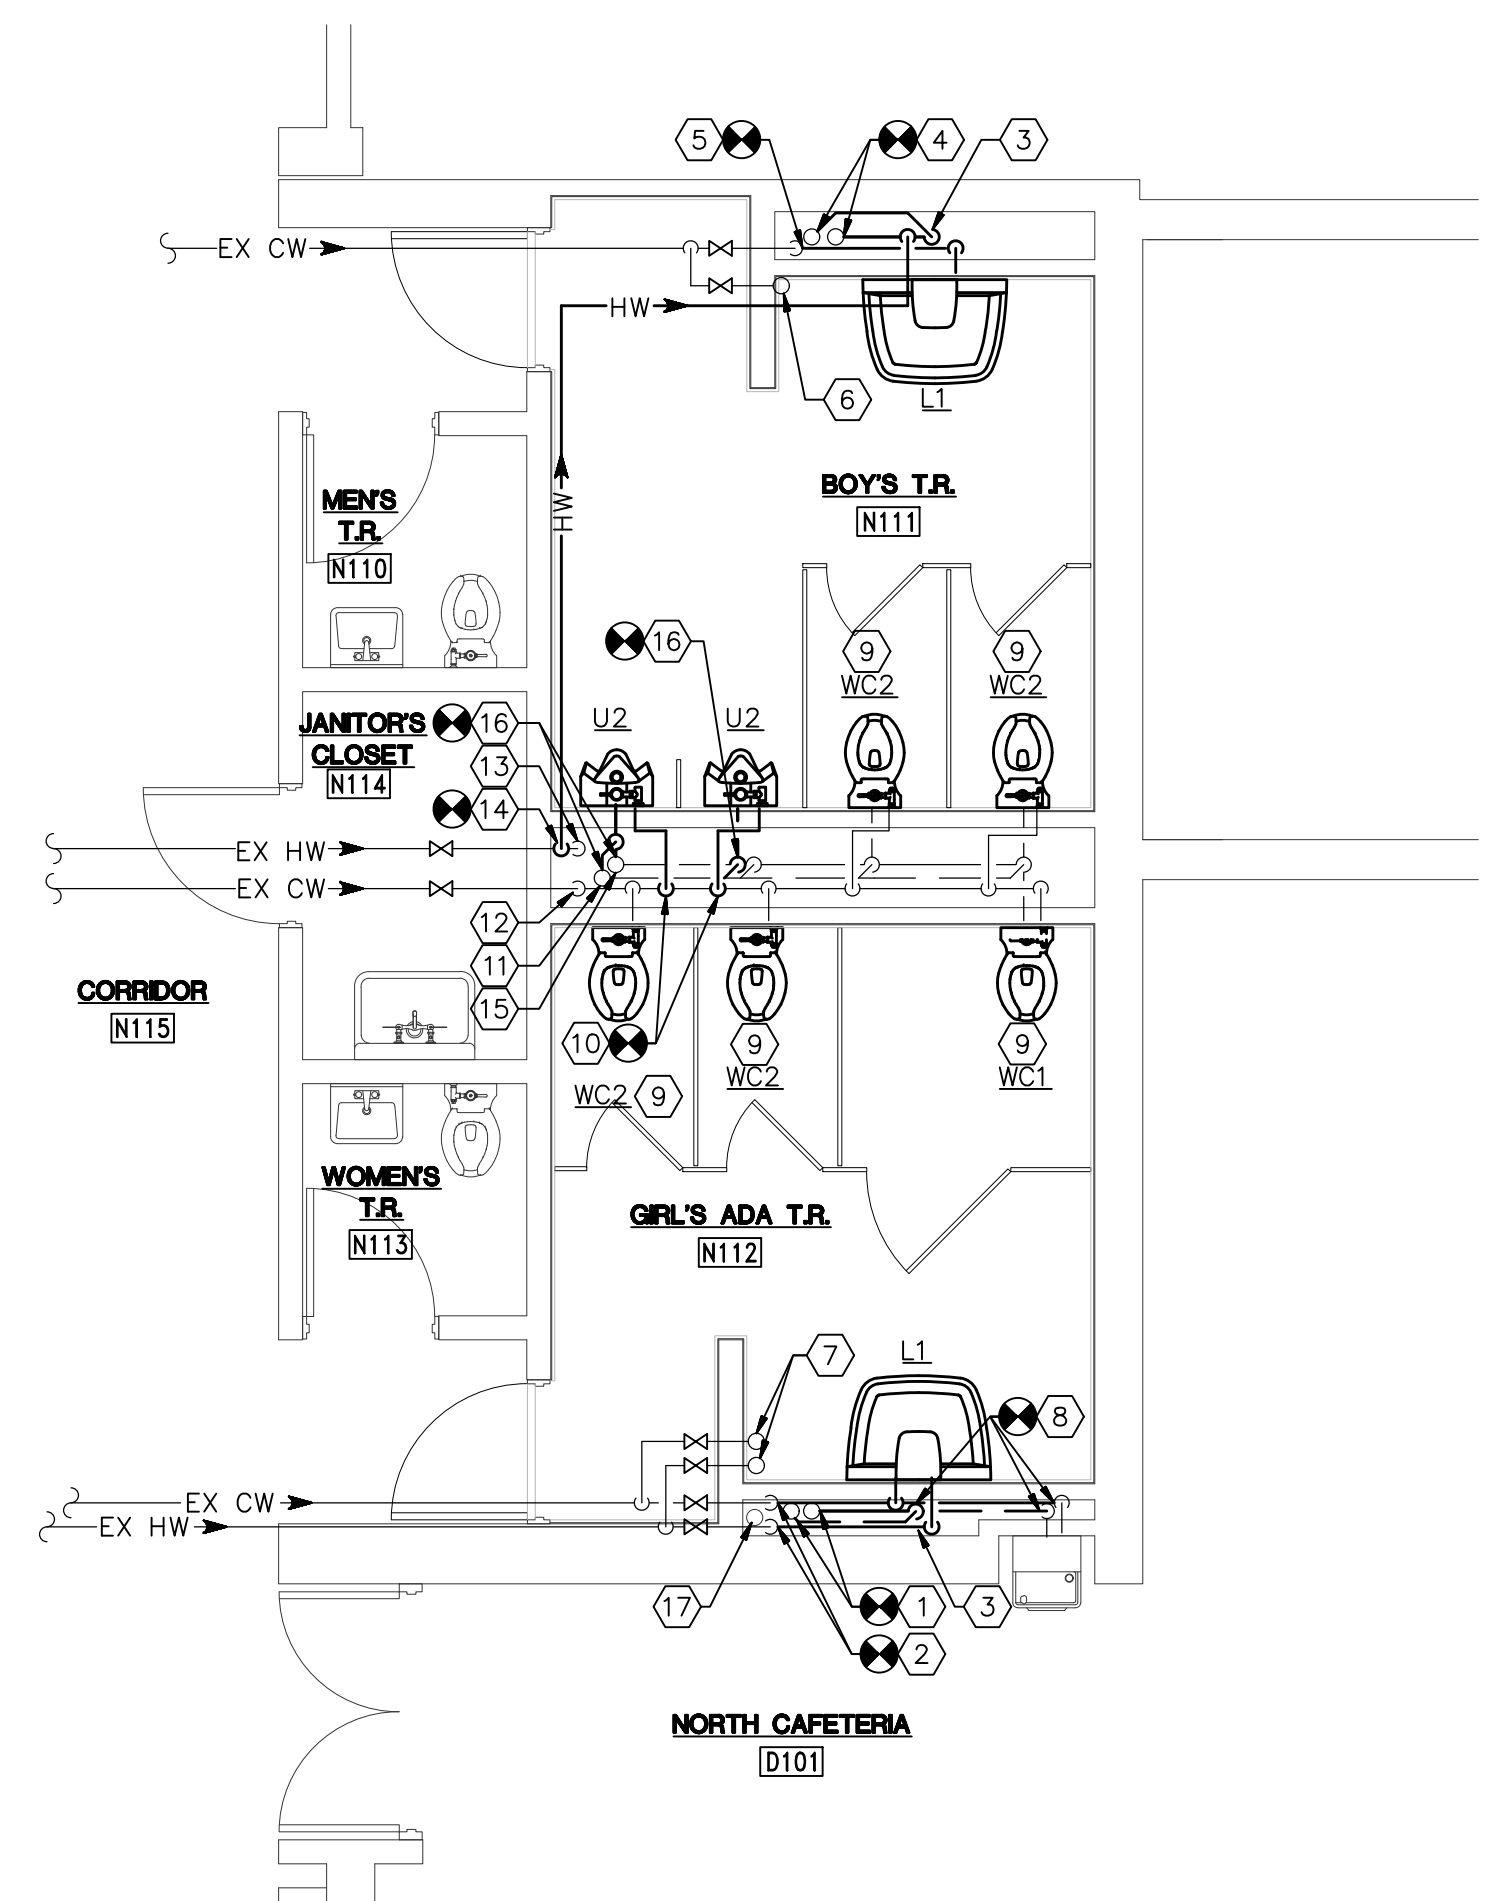 5
4
3
EX CW
HW
6
L1
BOY'S T.R.
N111
HW
MEN'S
T.R.
N110
16
9
WC2
9
WC2
JANITOR'S
CLOSET
N114
16
13
14
U2
U2
EX HW
EX CW
12
11
15
CORRIDOR
N115
10
9
WC2
9
WC1
WC2
9
WOMEN'S
T.R.
N113
GIRL'S ADA T.R.
N112
7
L1
8
EX CW
EX HW
17
1
3
2
NORTH CAFETERIA
D101